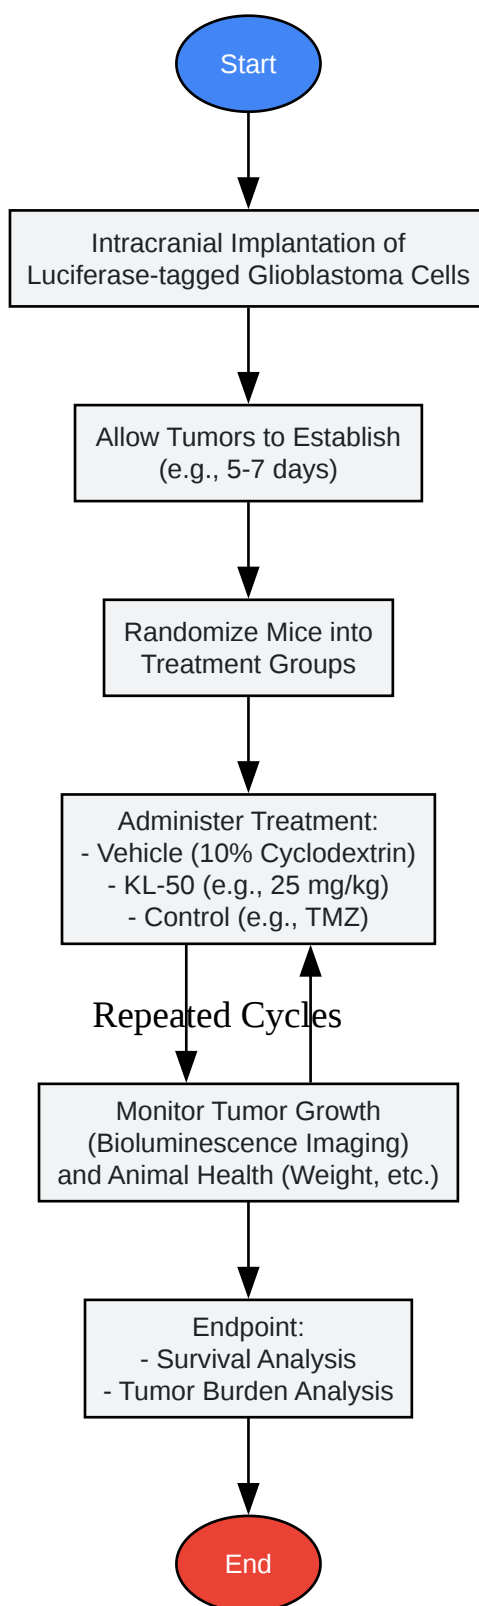 Start
Intracranial Implantation of
Luciferase-tagged Glioblastoma Cells
Allow Tumors to Establish
(e.g., 5-7 days)
Randomize Mice into
Treatment Groups
Administer Treatment:
- Vehicle (10% Cyclodextrin)
- KL-50 (e.g., 25 mg/kg)
- Control (e.g., TMZ)
Repeated Cycles
Monitor Tumor Growth
(Bioluminescence Imaging)
and Animal Health (Weight, etc.)
Endpoint:
- Survival Analysis
- Tumor Burden Analysis
End